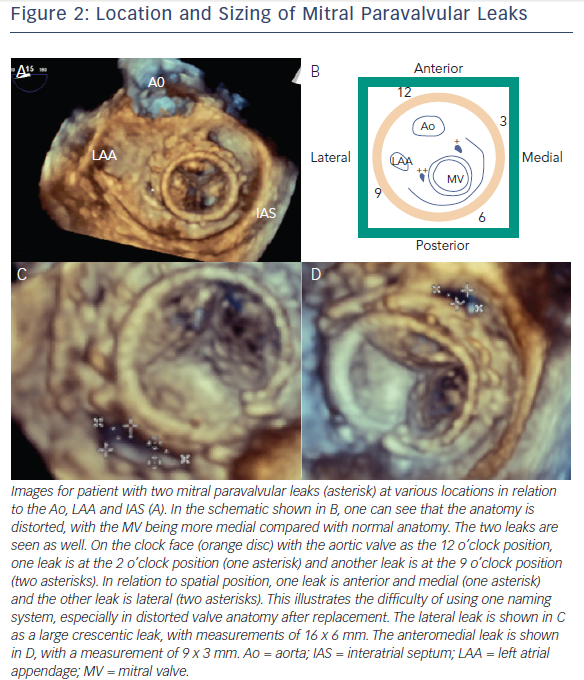 Figure 2: Location and Sizing of Mitral Paravalvular Leaks
A
15
180
AO
LAA
IAS
B
Anterior
12
Ao
3
+
Lateral
LAA
++
MV
Medial
9
6
Posterior
C
D
Images for patient with two mitral paravalvular leaks (asterisk) at various locations in relation
to the Ao, LAA and IAS (A). In the schematic shown in B, one can see that the anatomy is
distorted, with the MV being more medial compared with normal anatomy. The two leaks are
seen as well. On the clock face (orange disc) with the aortic valve as the 12 o’clock position,
one leak is at the 2 o’clock position (one asterisk) and another leak is at the 9 o’clock position
(two asterisks). In relation to spatial position, one leak is anterior and medial (one asterisk)
and the other leak is lateral (two asterisks). This illustrates the difficulty of using one naming
system, especially in distorted valve anatomy after replacement. The lateral leak is shown in C
as a large crescentic leak, with measurements of 16 x 6 mm. The anteromedial leak is shown
in D, with a measurement of 9 x 3 mm. Ao = aorta; IAS = interatrial septum; LAA = left atrial
appendage; MV = mitral valve.